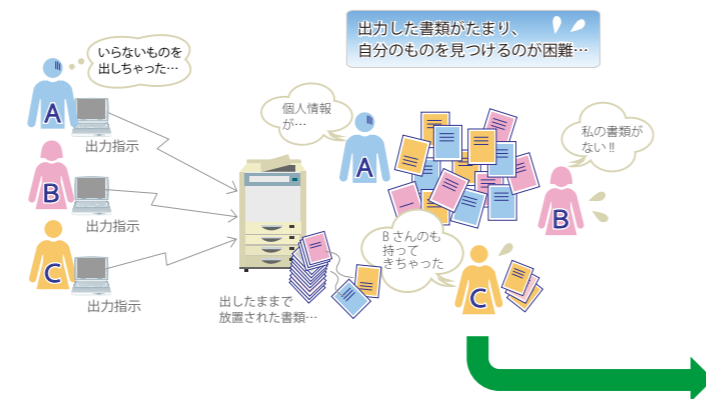 出力した書類がたまり、
自分のものを見つけるのが困難…
いらないものを
出しちゃった…
A
出力指示
B
出力指示
C
出力指示
出したままで
放置された書類…
個人情報
が…
A
私の書類が
ない!!
B
Bさんのも
持って
きちゃった
C